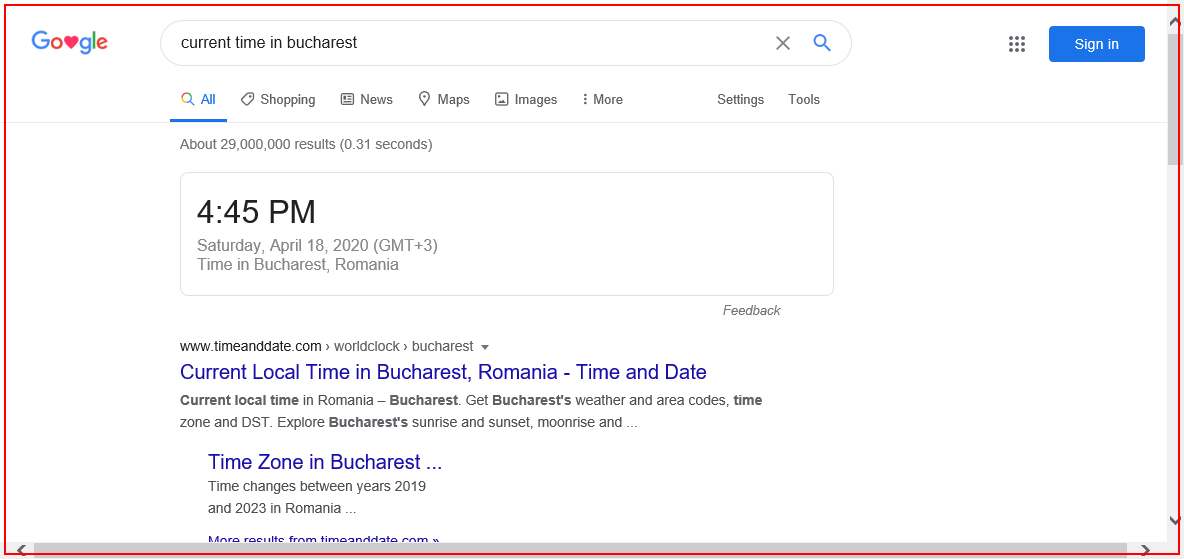 Google
current time in bucharest
Sign in
All Shopping News Maps Images More Settings Tools
About 29,000,000 results (0.31 seconds)
4:45 PM
Saturday, April 18, 2020 (GMT+3)
Time in Bucharest, Romania
Feedback
www.timeanddate.com › worldclock › bucharest
Current Local Time in Bucharest, Romania - Time and Date
Current local time in Romania – Bucharest. Get Bucharest's weather and area codes, time
zone and DST. Explore Bucharest's sunrise and sunset, moonrise and ...
Time Zone in Bucharest ...
Time changes between years 2019
and 2023 in Romania ...
More results from timeanddate.com »